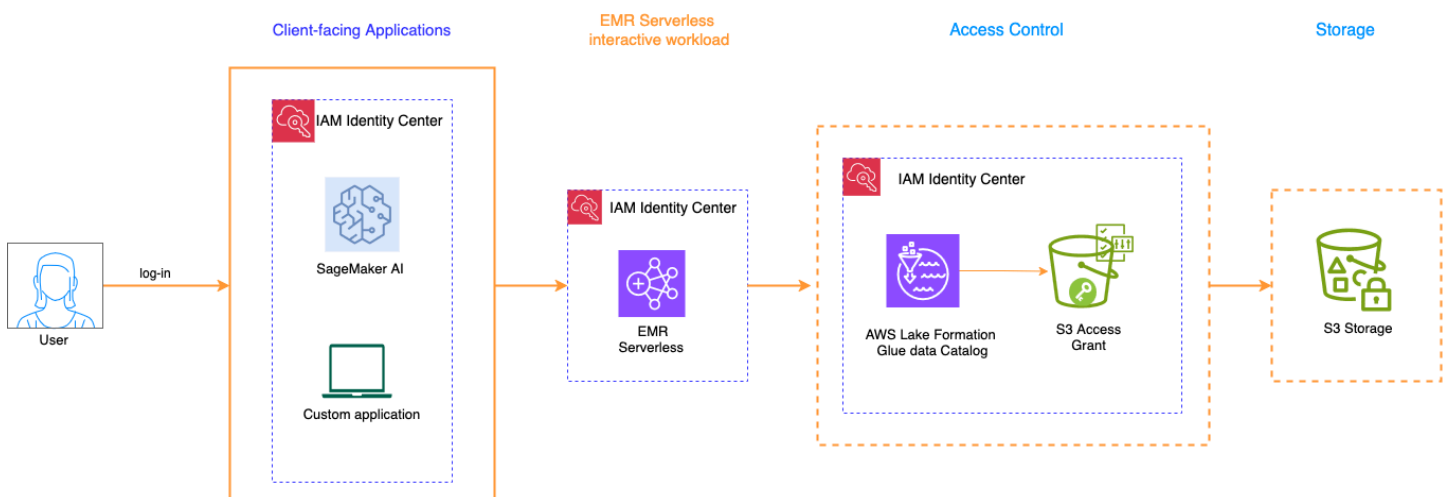 Client-facing Applications
EMR Serverless
interactive workload
Access Control
Storage
IAM Identity Center
SageMaker AI
Custom application
log-in
User
IAM Identity Center
EMR
Serverless
IAM Identity Center
AWS Lake Formation
Glue data Catalog
S3 Access
Grant
S3 Storage